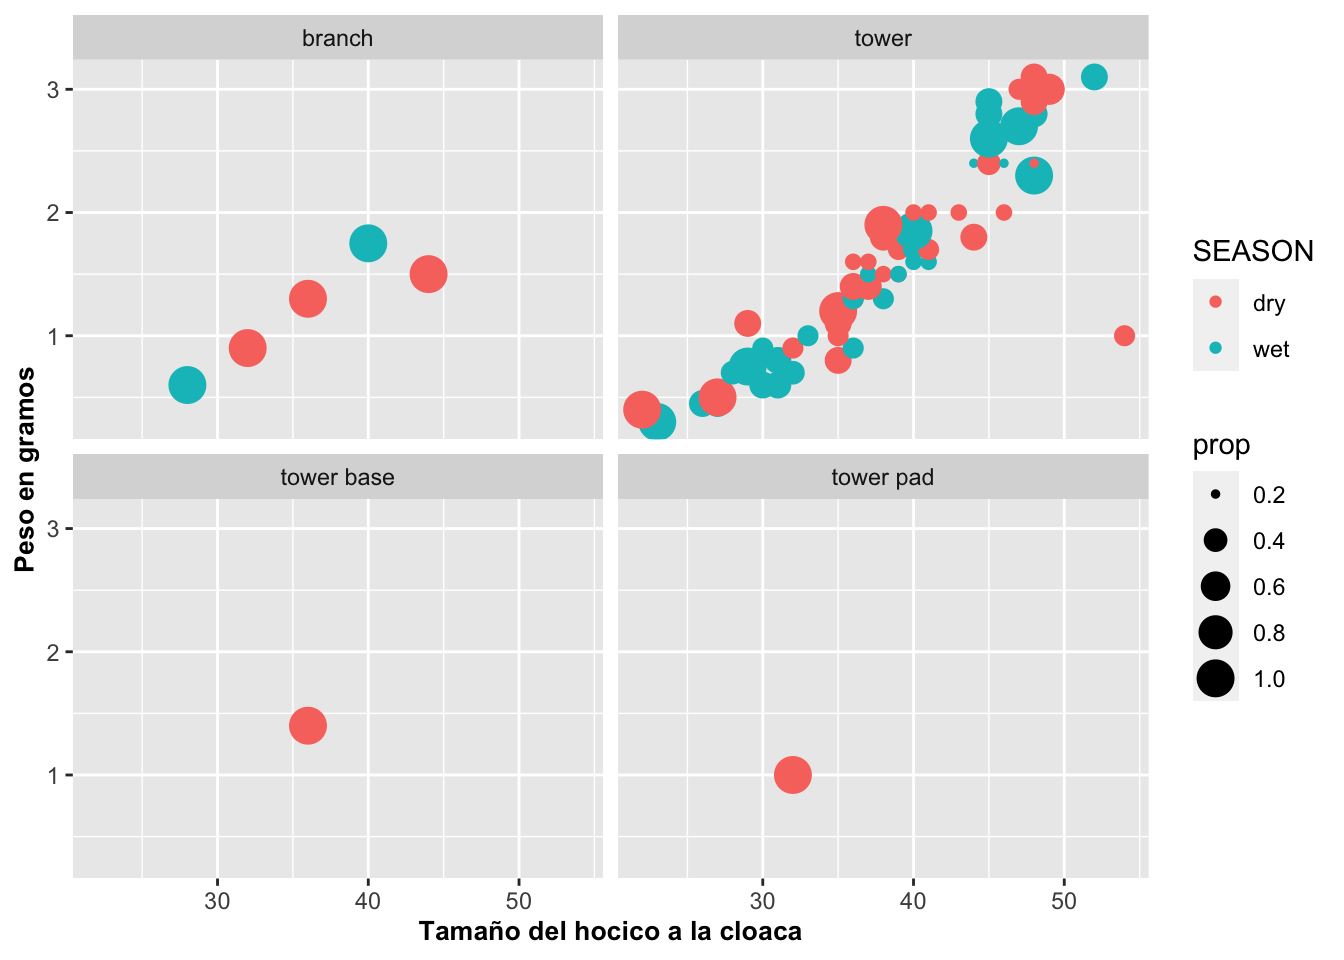 branch
tower
3
2
1
tower base
tower pad
3
2
1
30
40
50
30
40
50
Peso en gramos
Tamaño del hocico a la cloaca
SEASON
dry
wet
prop
0.2
0.4
0.6
0.8
1.0